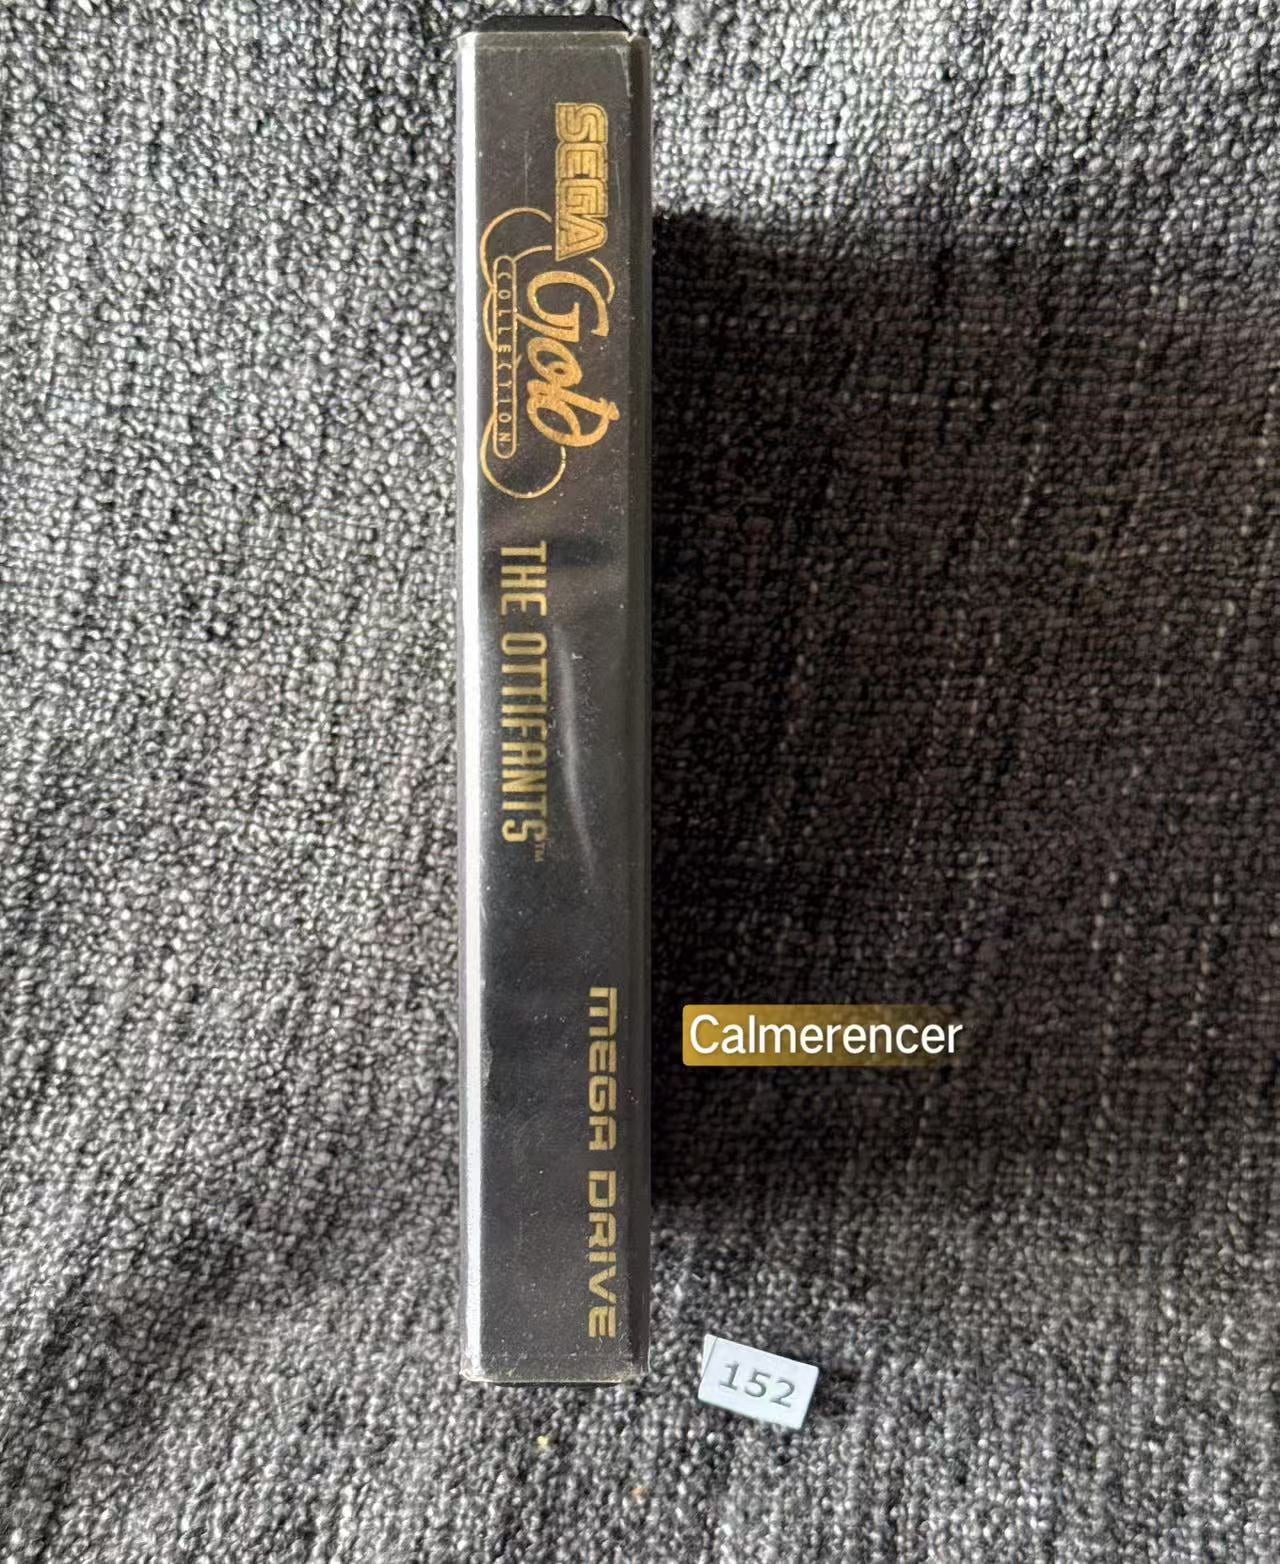 SEGA
Gold
COLLECTION
THE OTTIFANTS™
MEGA DRIVE
Calmerencer
152